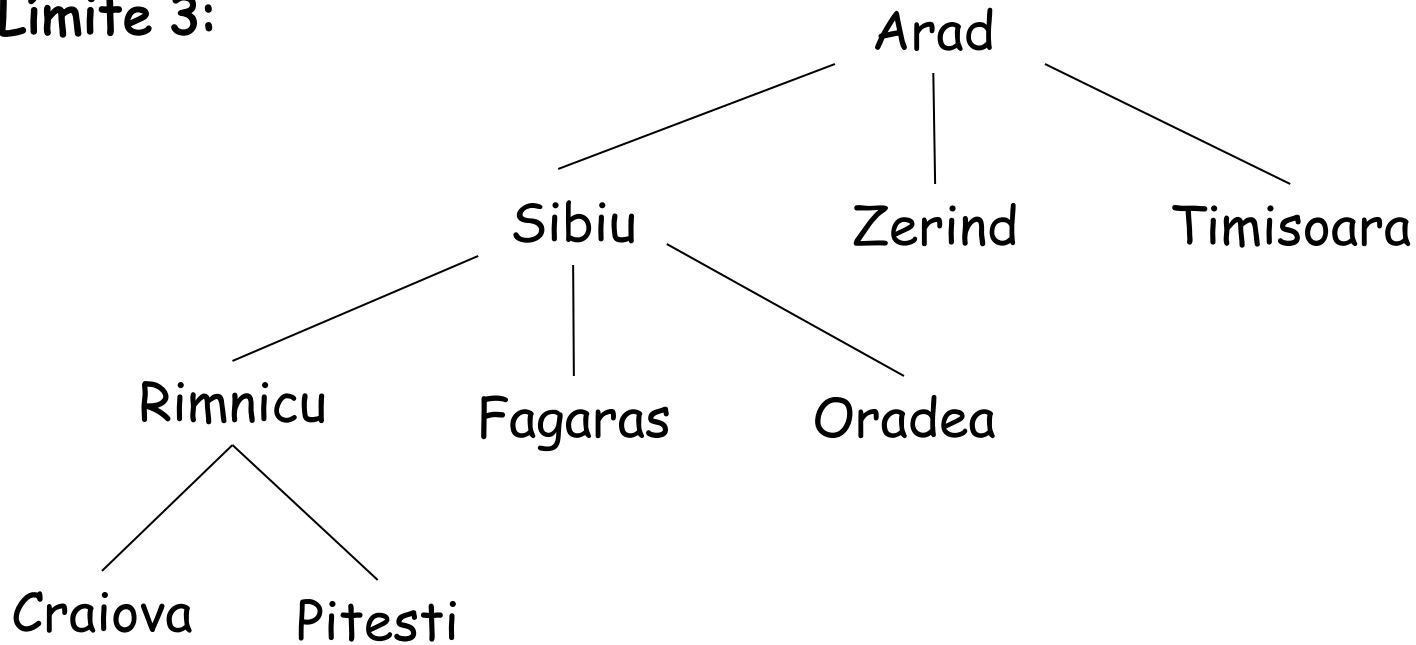 Limite 3:
Arad
Sibiu Zerind Timisoara
Rimnicu Fagaras Oradea
Craiova Pitesti